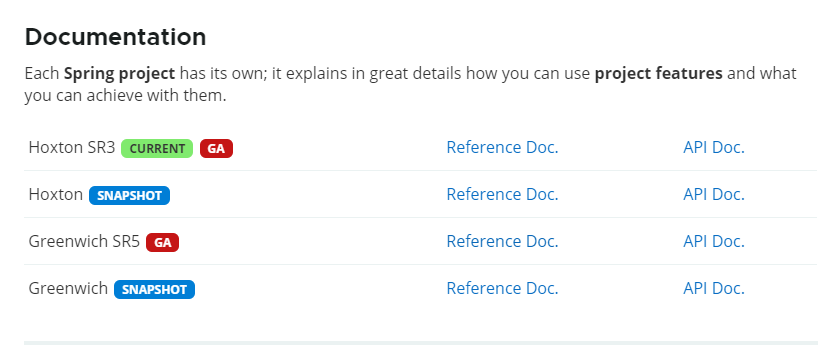 Documentation
Each Spring project has its own; it explains in great details how you can use project features and what
you can achieve with them.
Hoxton SR3 CURRENT GA Reference Doc. API Doc.
Hoxton SNAPSHOT Reference Doc. API Doc.
Greenwich SR5 GA Reference Doc. API Doc.
Greenwich SNAPSHOT Reference Doc. API Doc.